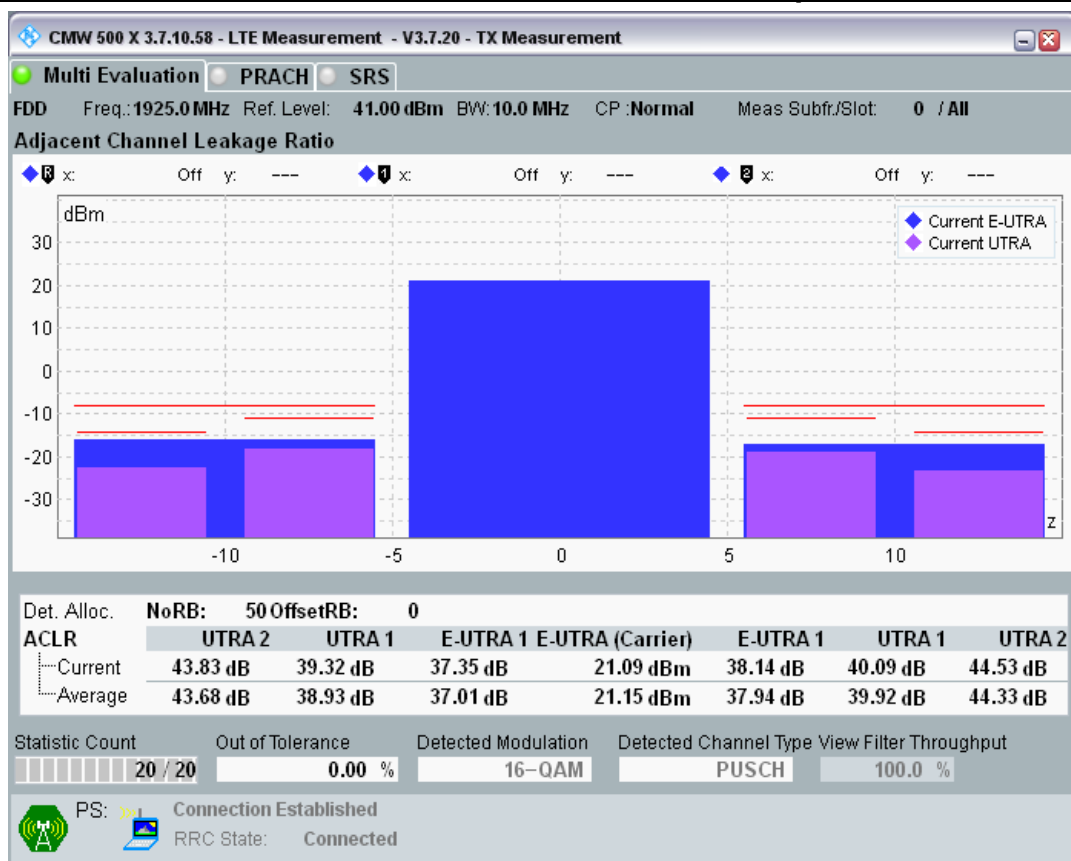 CMW 500 X 3.7.10.58 - LTE Measurement - V3.7.20 - TX Measurement
Multi Evaluation PRACH SRS
FDD Freq.: 1925.0 MHz Ref. Level: 41.00 dBm BW: 10.0 MHz CP : Normal Meas Subfr./Slot: 0 / All
Adjacent Channel Leakage Ratio
R x: Off y: --- 1 x: Off y: --- 2 x: Off y: ---
dBm
Current E-UTRA
Current UTRA
30
20
10
0
-10
-20
-30
z
-10 -5 0 5 10
Det. Alloc. NoRB: 50 OffsetRB: 0
ACLR UTRA 2 UTRA 1 E-UTRA 1 E-UTRA (Carrier) E-UTRA 1 UTRA 1 UTRA 2
Current 43.83 dB 39.32 dB 37.35 dB 21.09 dBm 38.14 dB 40.09 dB 44.53 dB
Average 43.68 dB 38.93 dB 37.01 dB 21.15 dBm 37.94 dB 39.92 dB 44.33 dB
Statistic Count Out of Tolerance Detected Modulation Detected Channel Type View Filter Throughput
20 / 20 0.00 % 16-QAM PUSCH 100.0 %
PS: Connection Established
RRC State: Connected